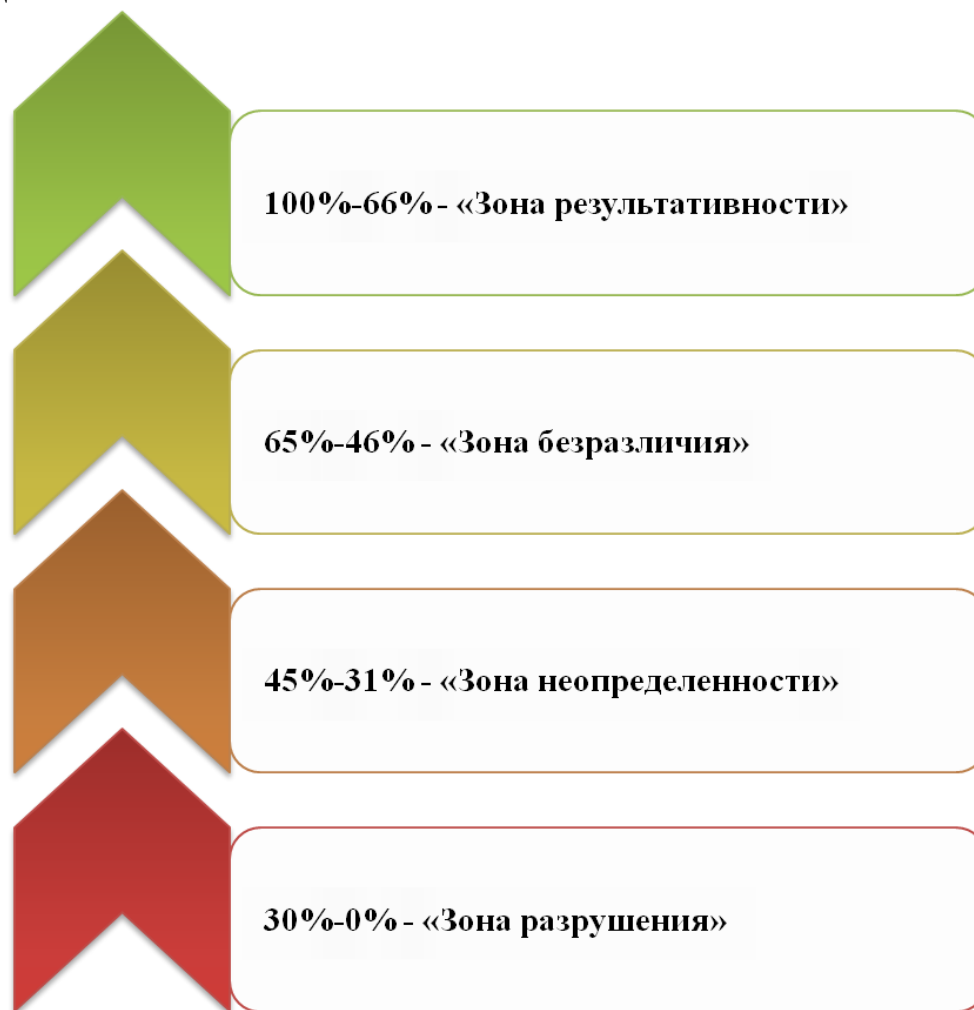 100%-66% - «Зона результативности»
65%-46% - «Зона безразличия»
45%-31% - «Зона неопределенности»
30%-0% - «Зона разрушения»